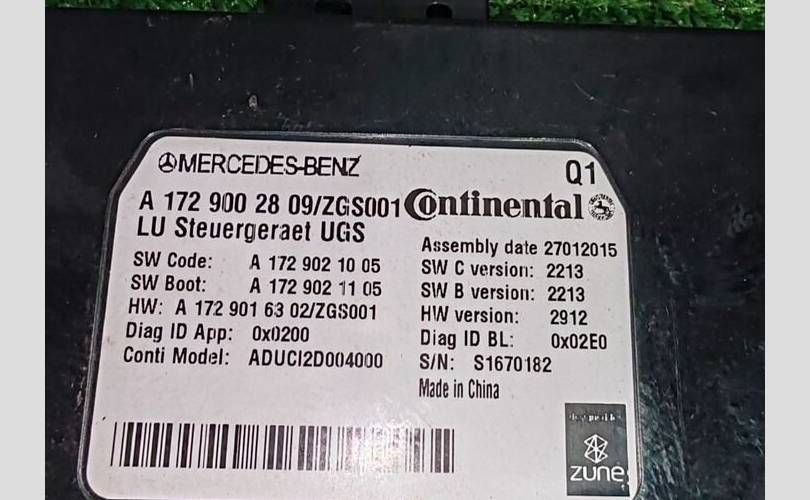 MERCEDES-BENZ
Q1
A 172 900 28 09/ZGS001
Continental
LU Steuergeraet UGS
Assembly date 27012015
SW Code: A 172 902 10 05
SW C version: 2213
SW Boot: A 172 902 11 05
SW B version: 2213
HW: A 172 901 63 02/ZGS001
HW version: 2912
Diag ID App: 0x0200
Diag ID BL: 0x02E0
Conti Model: ADUCI2D004000
S/N: S1670182
Made in China
zune